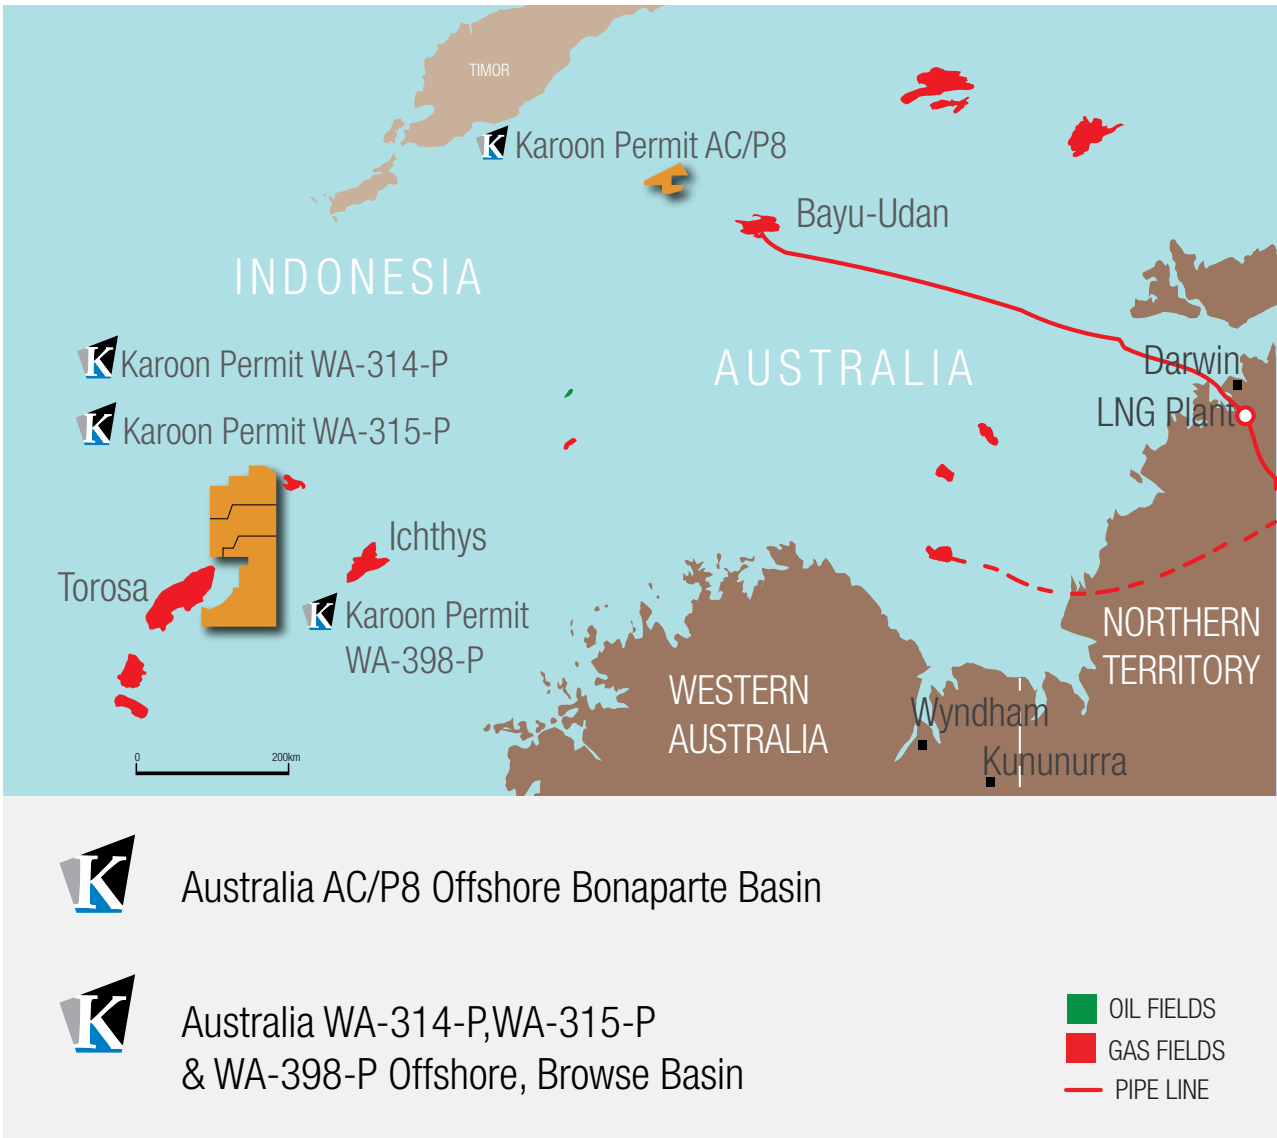 TIMOR
K Karoon Permit AC/P8
Bayu-Udan
INDONESIA
K Karoon Permit WA-314-P
AUSTRALIA
Darwin
LNG Plant
K Karoon Permit WA-315-P
Ichthys
Torosa
K Karoon Permit
WA-398-P
NORTHERN
TERRITORY
WESTERN
AUSTRALIA
Wyndham
Kununurra
0 200km
K Australia AC/P8 Offshore Bonaparte Basin
K Australia WA-314-P,WA-315-P
& WA-398-P Offshore, Browse Basin
OIL FIELDS
GAS FIELDS
PIPE LINE